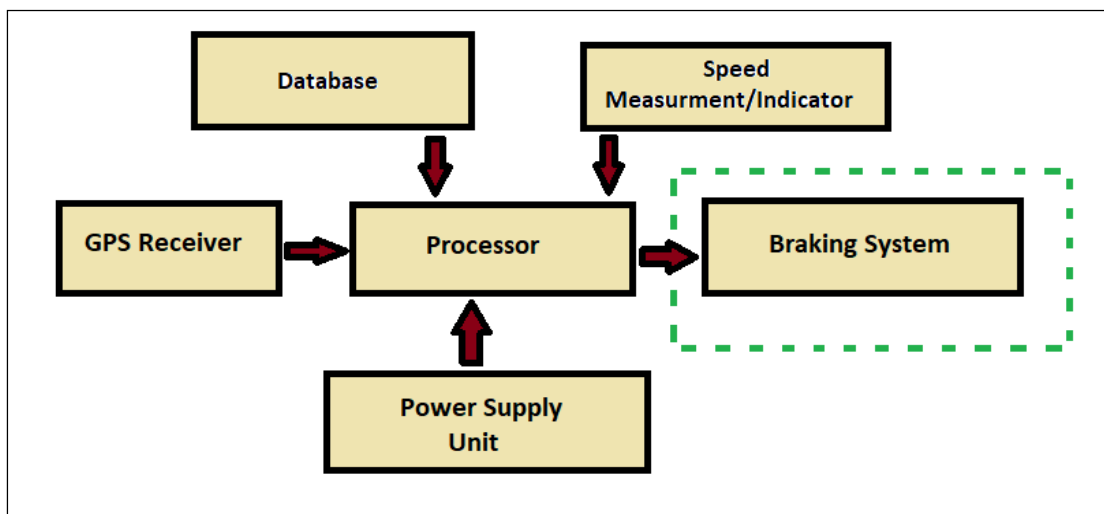 Database
Speed
Measurment/Indicator
GPS Receiver
Processor
Braking System
Power Supply
Unit